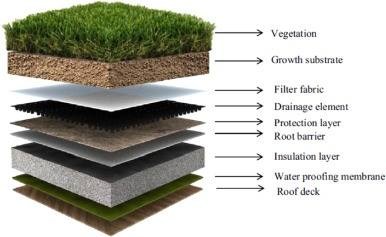 Vegetation
Growth substrate
Filter fabric
Drainage element
Protection layer
Root barrier
Insulation layer
Water proofing membrane
Roof deck